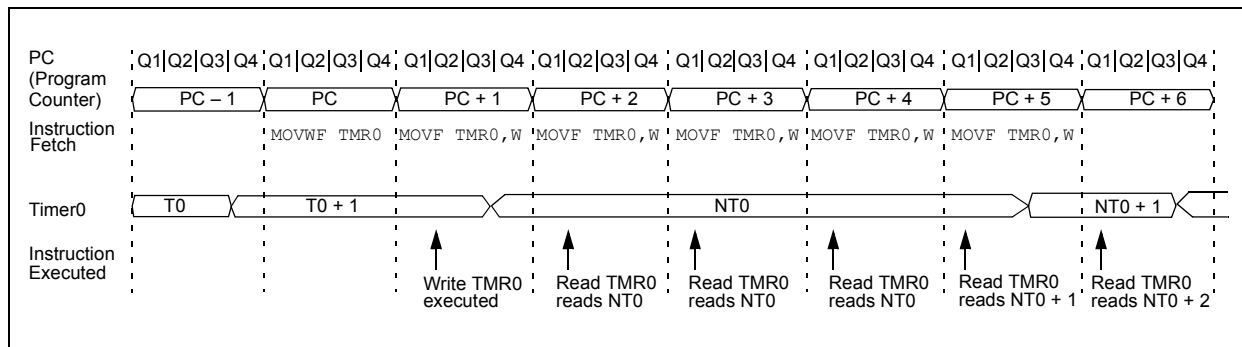 PC
(Program
Counter)
Q1|Q2|Q3|Q4 Q1|Q2|Q3|Q4 Q1|Q2|Q3|Q4 Q1|Q2|Q3|Q4 Q1|Q2|Q3|Q4 Q1|Q2|Q3|Q4 Q1|Q2|Q3|Q4 Q1|Q2|Q3|Q4
PC – 1 PC PC + 1 PC + 2 PC + 3 PC + 4 PC + 5 PC + 6
Instruction
Fetch
MOVWF TMR0 MOVF TMR0,W MOVF TMR0,W MOVF TMR0,W MOVF TMR0,W MOVF TMR0,W
Timer0
T0 T0 + 1 NT0 NT0 + 1
Instruction
Executed
Write TMR0
executed
Read TMR0
reads NT0
Read TMR0
reads NT0
Read TMR0
reads NT0
Read TMR0
reads NT0 + 1
Read TMR0
reads NT0 + 2